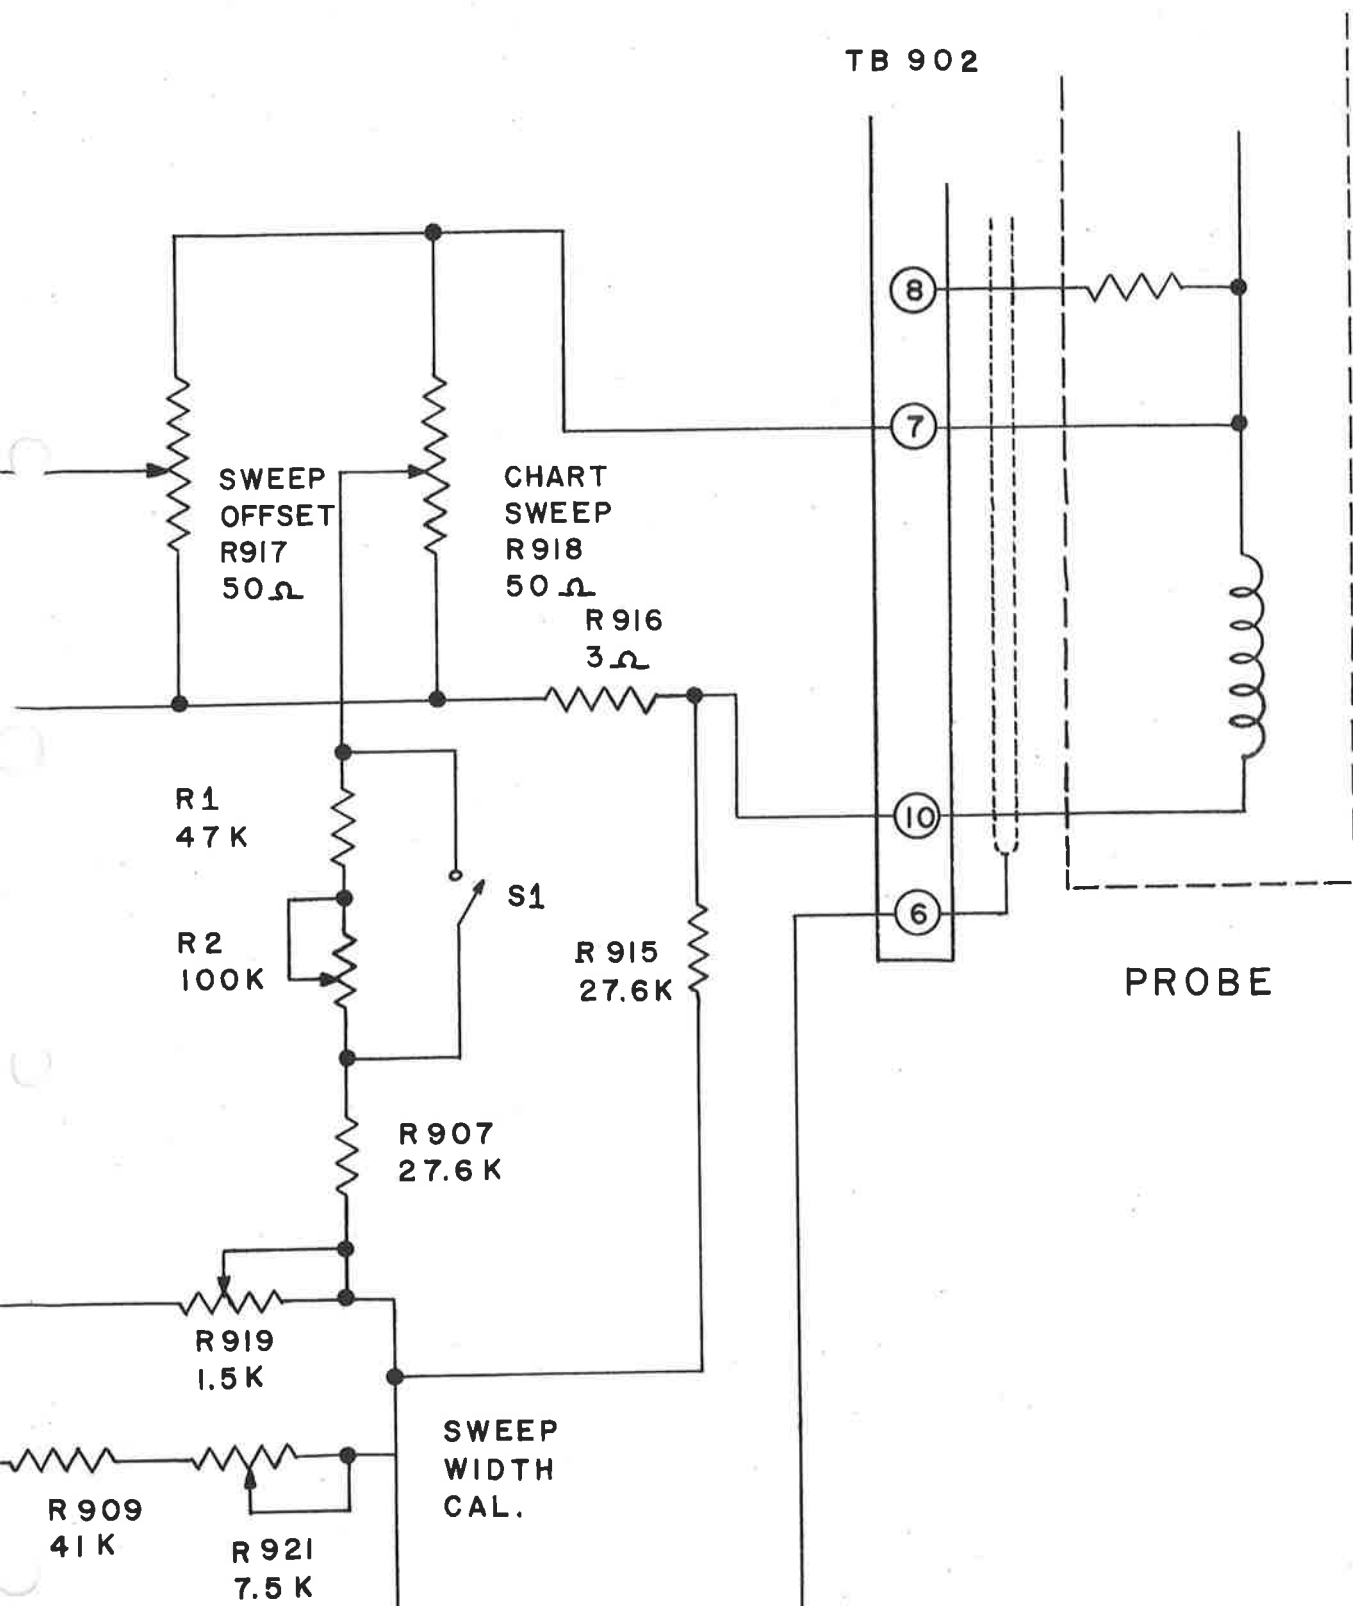 TB 902
8
7
SWEEP
OFFSET
R917
50Ω
CHART
SWEEP
R918
50Ω
R916
3Ω
R1
47K
10
S1
6
R2
100K
R915
27.6K
PROBE
R907
27.6K
R919
1.5K
SWEEP
WIDTH
CAL.
R909
41K
R921
7.5K